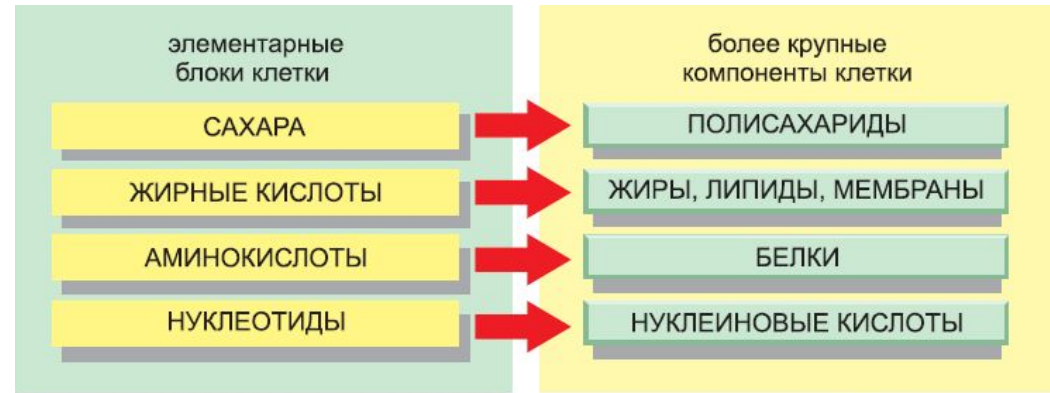 элементарные
блоки клетки
САХАРА
ЖИРНЫЕ КИСЛОТЫ
АМИНОКИСЛОТЫ
НУКЛЕОТИДЫ
более крупные
компоненты клетки
ПОЛИСАХАРИДЫ
ЖИРЫ, ЛИПИДЫ, МЕМБРАНЫ
БЕЛКИ
НУКЛЕИНОВЫЕ КИСЛОТЫ